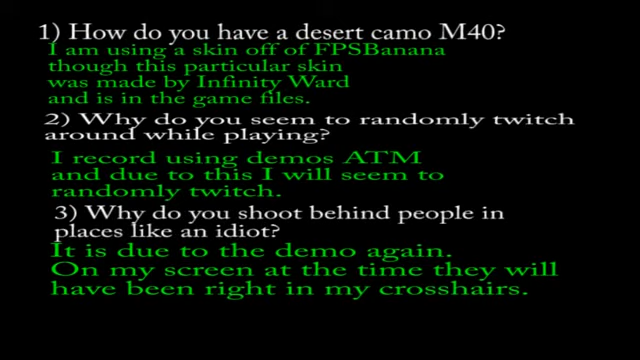 1) How do you have a desert camo M40?
I am using a skin off of FPSBanana
though this particular skin
was made by Infinity Ward
and is in the game files.
2) Why do you seem to randomly twitch
around while playing?
I record using demos ATM
and due to this I will seem to
randomly twitch.
3) Why do you shoot behind people in
places like an idiot?
It is due to the demo again.
On my screen at the time they will
have been right in my crosshairs.